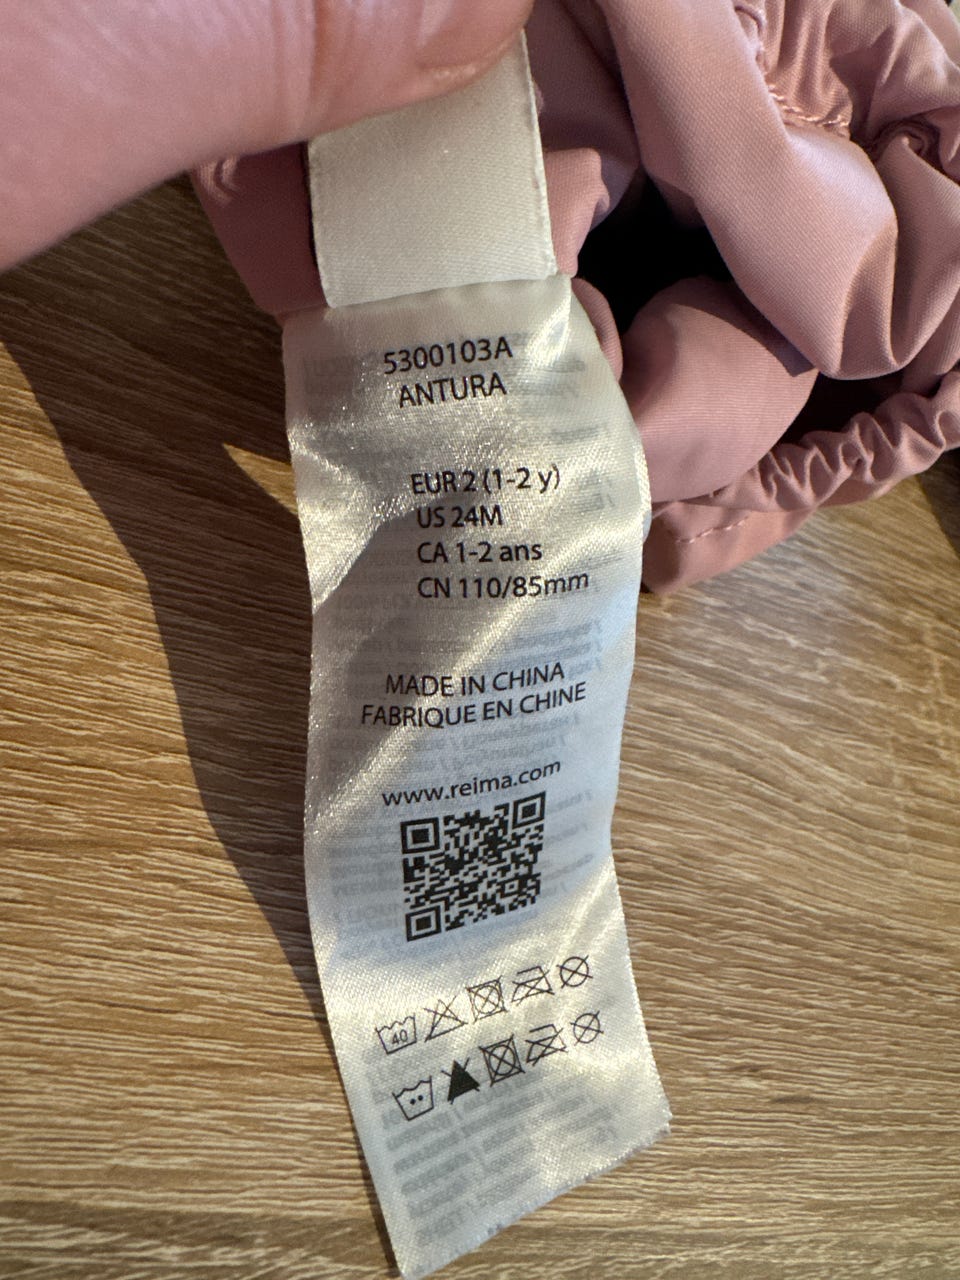 5300103A
ANTURA
EUR 2 (1-2 y)
US 24M
CA 1-2 ans
CN 110/85mm
MADE IN CHINA
FABRIQUE EN CHINE
www.reima.com
40